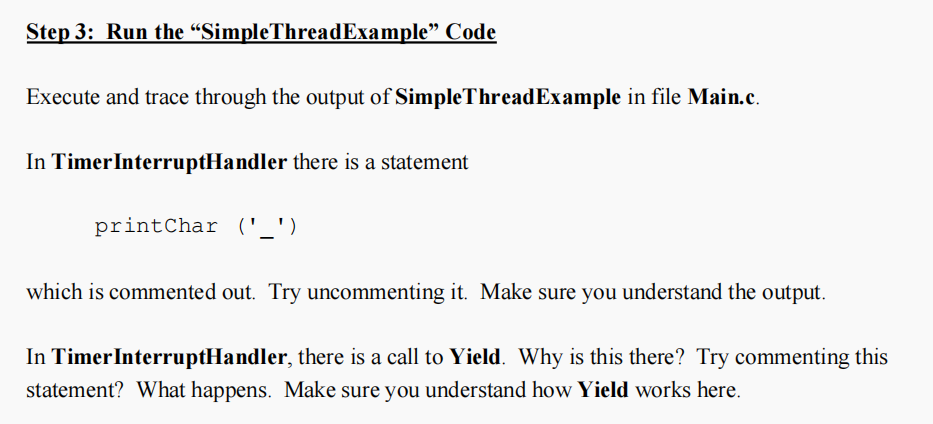 Step 3:  Run the “SimpleThreadExample” Code
Execute and trace through the output of SimpleThreadExample in file Main.c.
In TimerInterruptHandler there is a statement
printChar ('_')
which is commented out.  Try uncommenting it.  Make sure you understand the output.
In TimerInterruptHandler, there is a call to Yield.  Why is this there?  Try commenting this
statement?  What happens.  Make sure you understand how Yield works here.